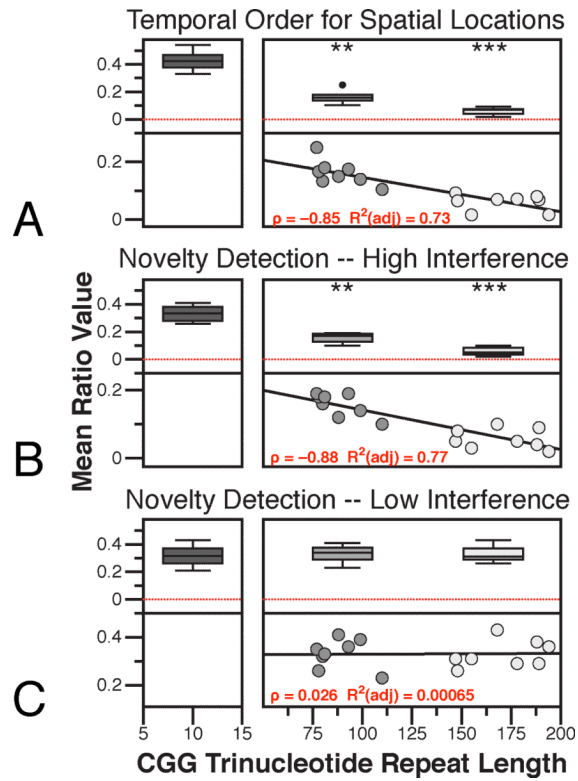 Temporal Order for Spatial Locations
** ***
0.4
0.2
0
0.2
0
ρ = −0.85 R²(adj) = 0.73
A
Novelty Detection -- High Interference
** ***
0.4
0.2
0
0.2
0
ρ = −0.88 R²(adj) = 0.77
B
Mean Ratio Value
Novelty Detection -- Low Interference
0.4
0.2
0
0.4
0.2
ρ = 0.026 R²(adj) = 0.00065
C
5 10 15 75 100 125 150 175 200
CGG Trinucleotide Repeat Length